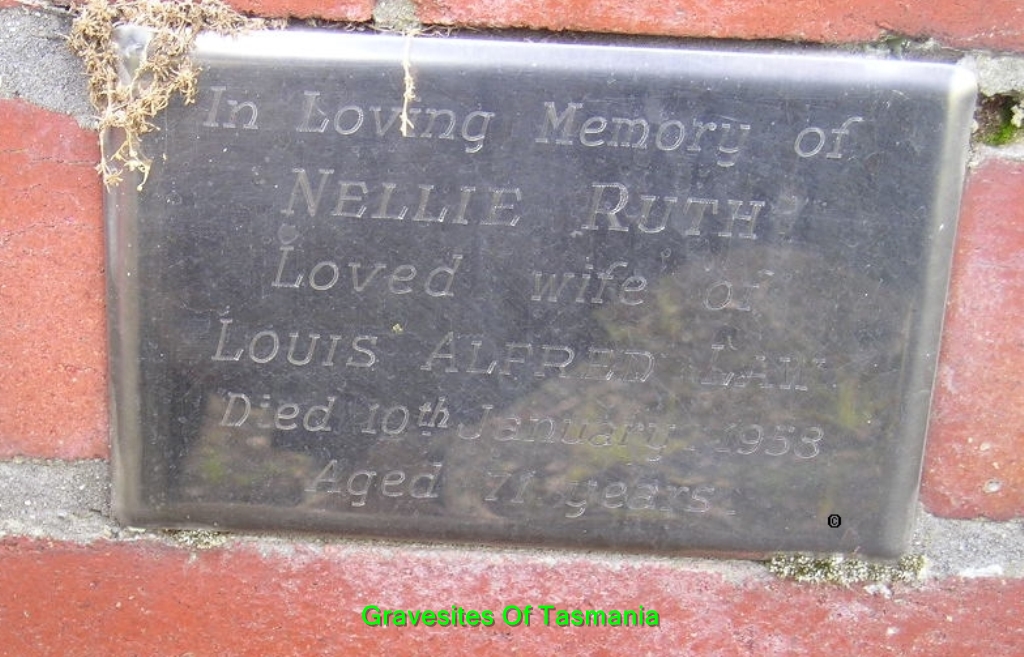 In Loving Memory of
NELLIE RUTH
Loved wife of
LOUIS ALFRED LAW
Died 10th January 1958
Aged 71 years.
©
Gravesites Of Tasmania